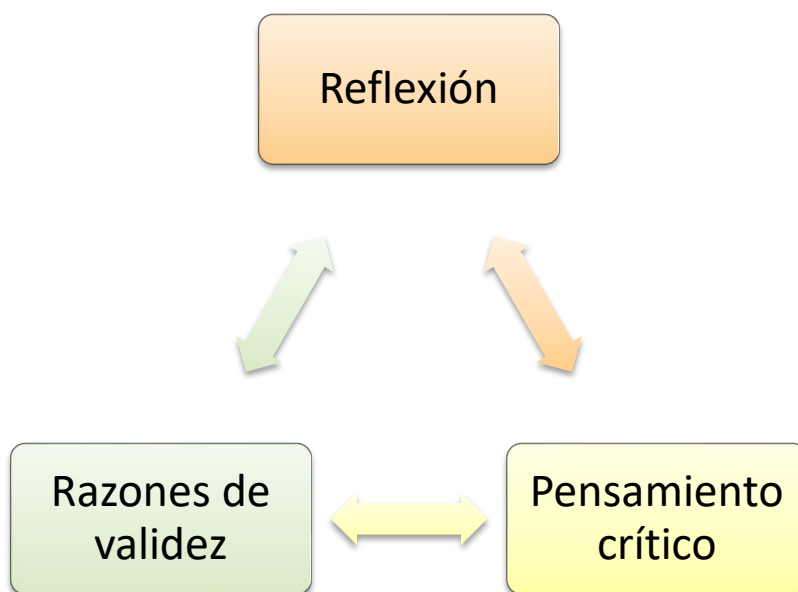 Reflexión
Razones de
validez
Pensamiento
crítico